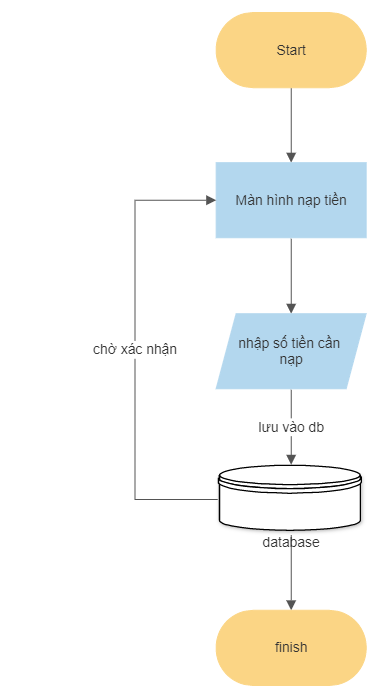 Start
Màn hình nạp tiền
chờ xác nhận
nhập số tiền cần
nạp
lưu vào db
database
finish